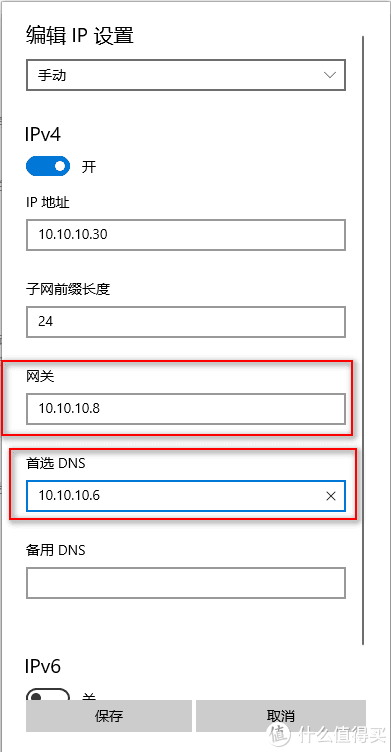 编辑 IP 设置
手动
IPv4
开
IP 地址
10.10.10.30
子网前缀长度
24
网关
10.10.10.8
首选 DNS
10.10.10.6
备用 DNS
IPv6
关
保存
取消
值 什么值得买